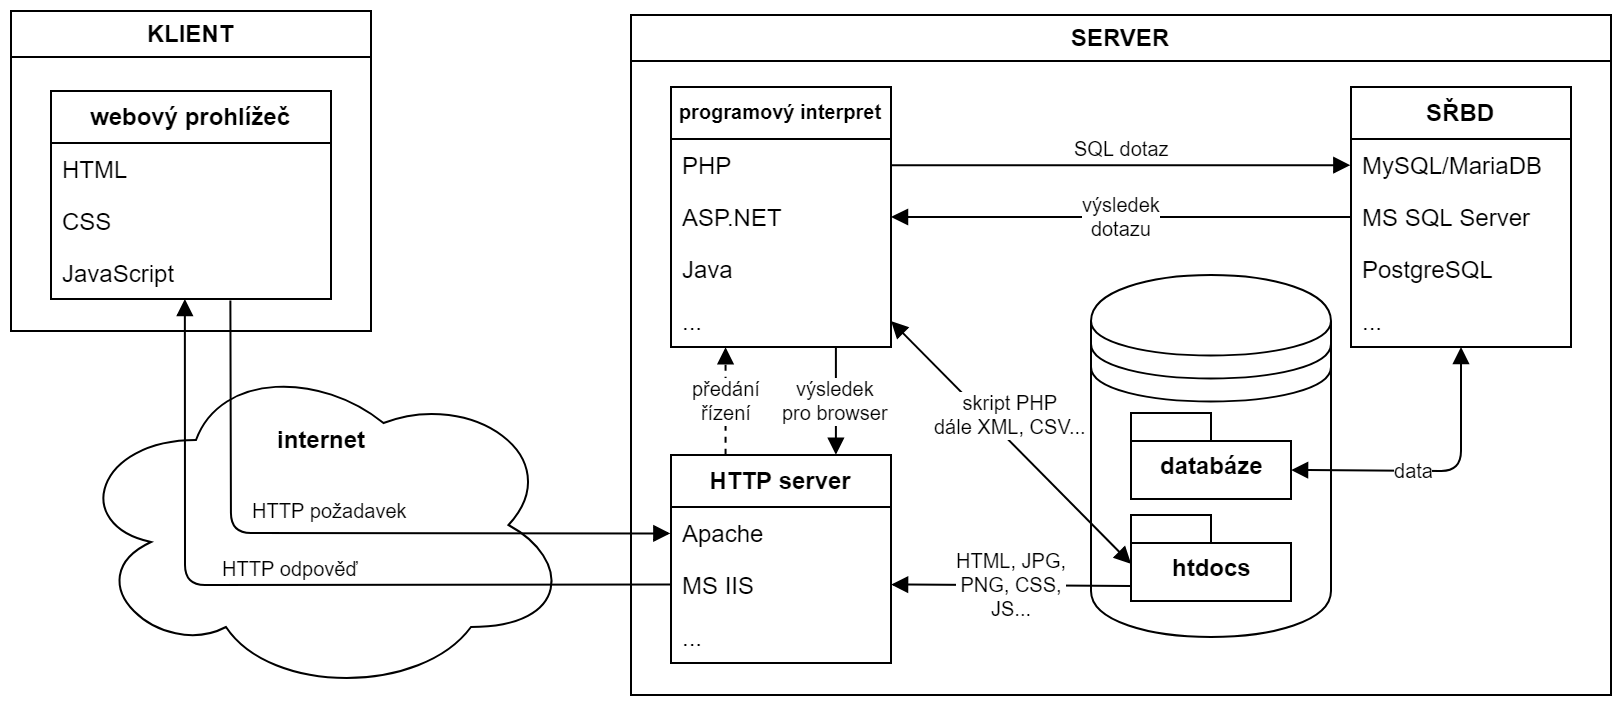 KLIENT
webový prohlížeč
HTML
CSS
JavaScript
internet
HTTP požadavek
HTTP odpověď
SERVER
programový interpret
PHP
ASP.NET
Java
...
SQL dotaz
výsledek
dotazu
SŘBD
MySQL/MariaDB
MS SQL Server
PostgreSQL
...
předání
řízení
výsledek
pro browser
skript PHP
dále XML, CSV...
databáze
data
HTTP server
Apache
MS IIS
...
HTML, JPG,
PNG, CSS,
JS...
htdocs